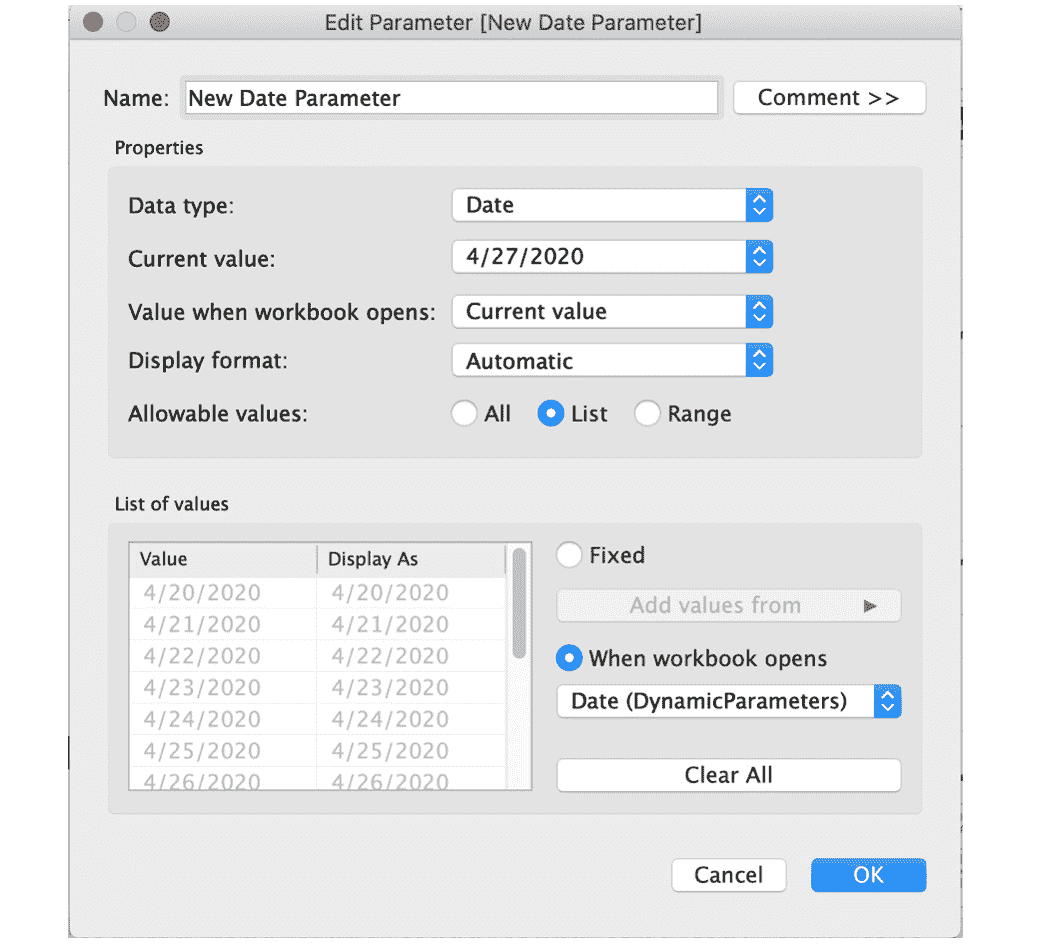 Edit Parameter [New Date Parameter]
Name: New Date Parameter Comment >>
Properties
Data type: Date
Current value: 4/27/2020
Value when workbook opens: Current value
Display format: Automatic
Allowable values: All List Range
List of values
Value Display As
4/20/2020 4/20/2020
4/21/2020 4/21/2020
4/22/2020 4/22/2020
4/23/2020 4/23/2020
4/24/2020 4/24/2020
4/25/2020 4/25/2020
4/26/2020 4/26/2020
Fixed
Add values from
When workbook opens
Date (DynamicParameters)
Clear All
Cancel OK